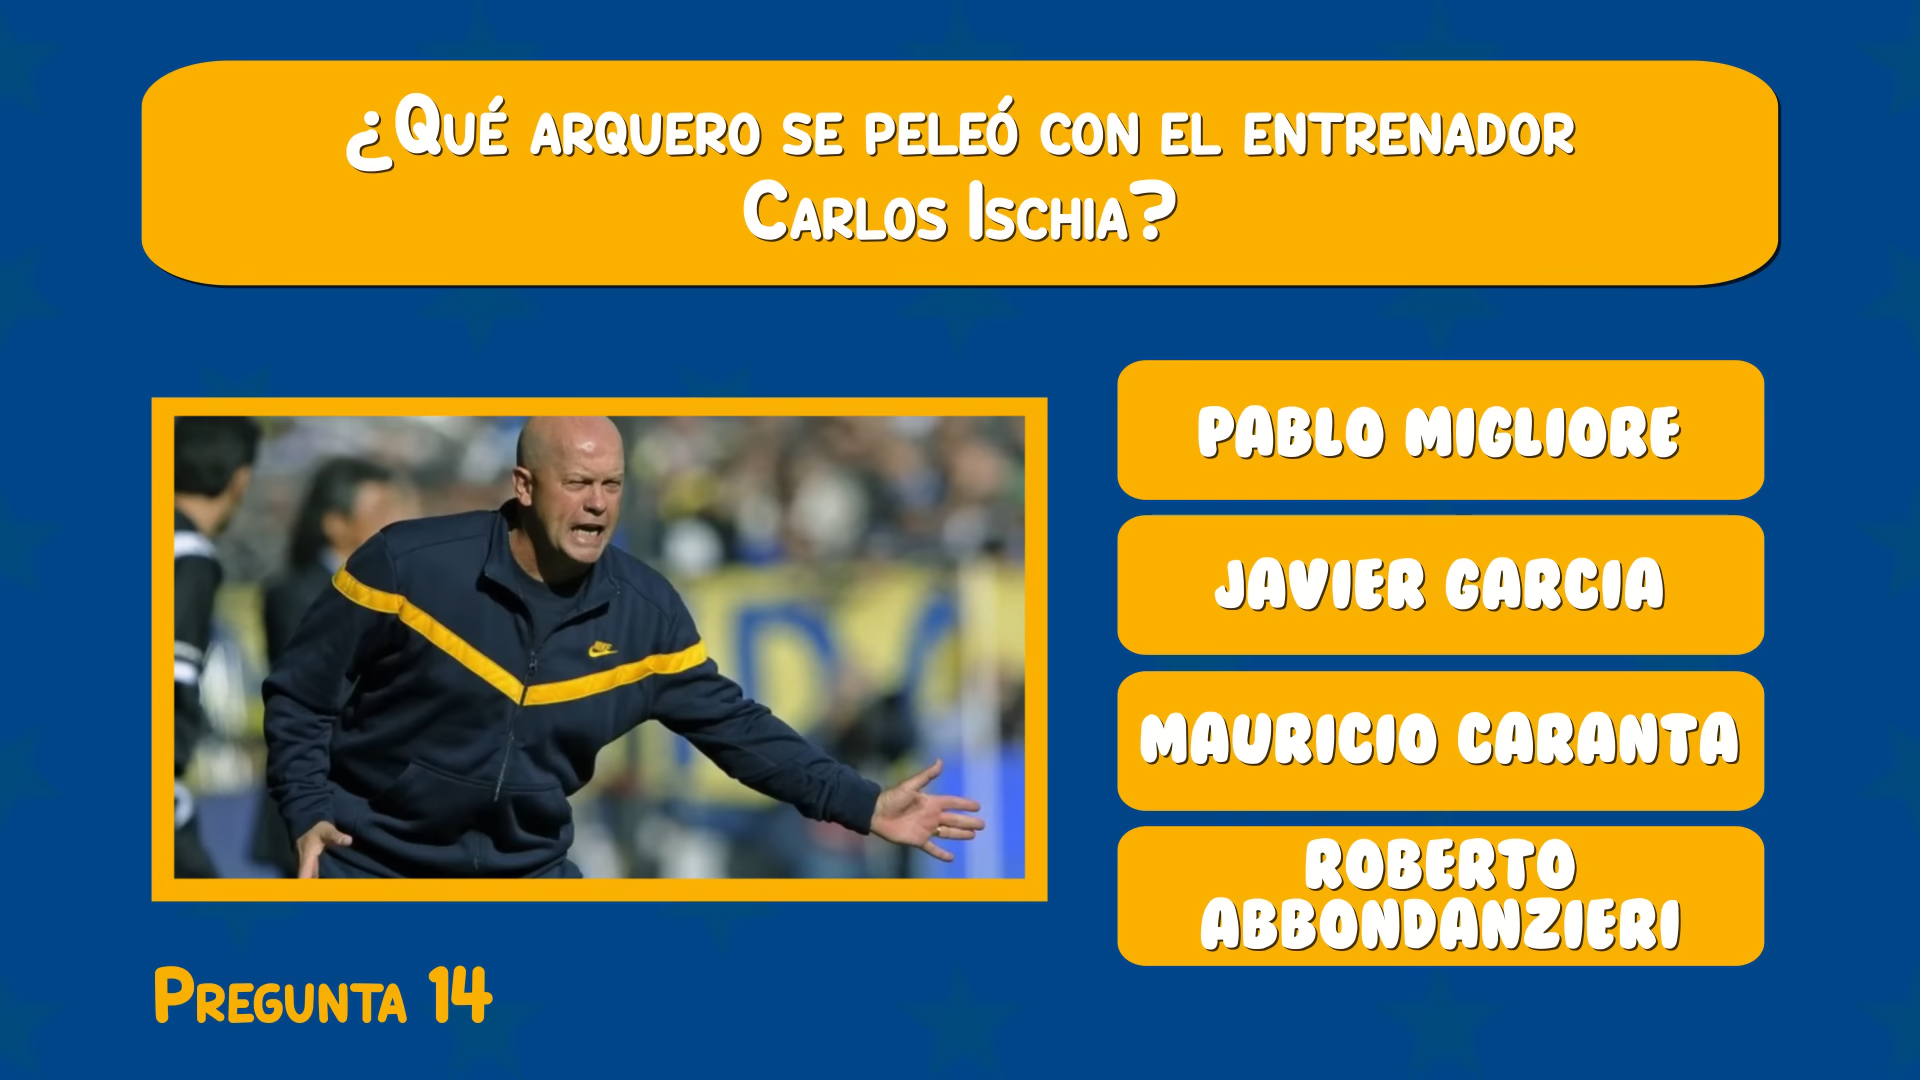 ¿Qué arquero se peleó con el entrenador
Carlos Ischia?
PABLO MIGLIORE
JAVIER GARCIA
MAURICIO CARANTA
ROBERTO
ABBONDANZIERI
Pregunta 14